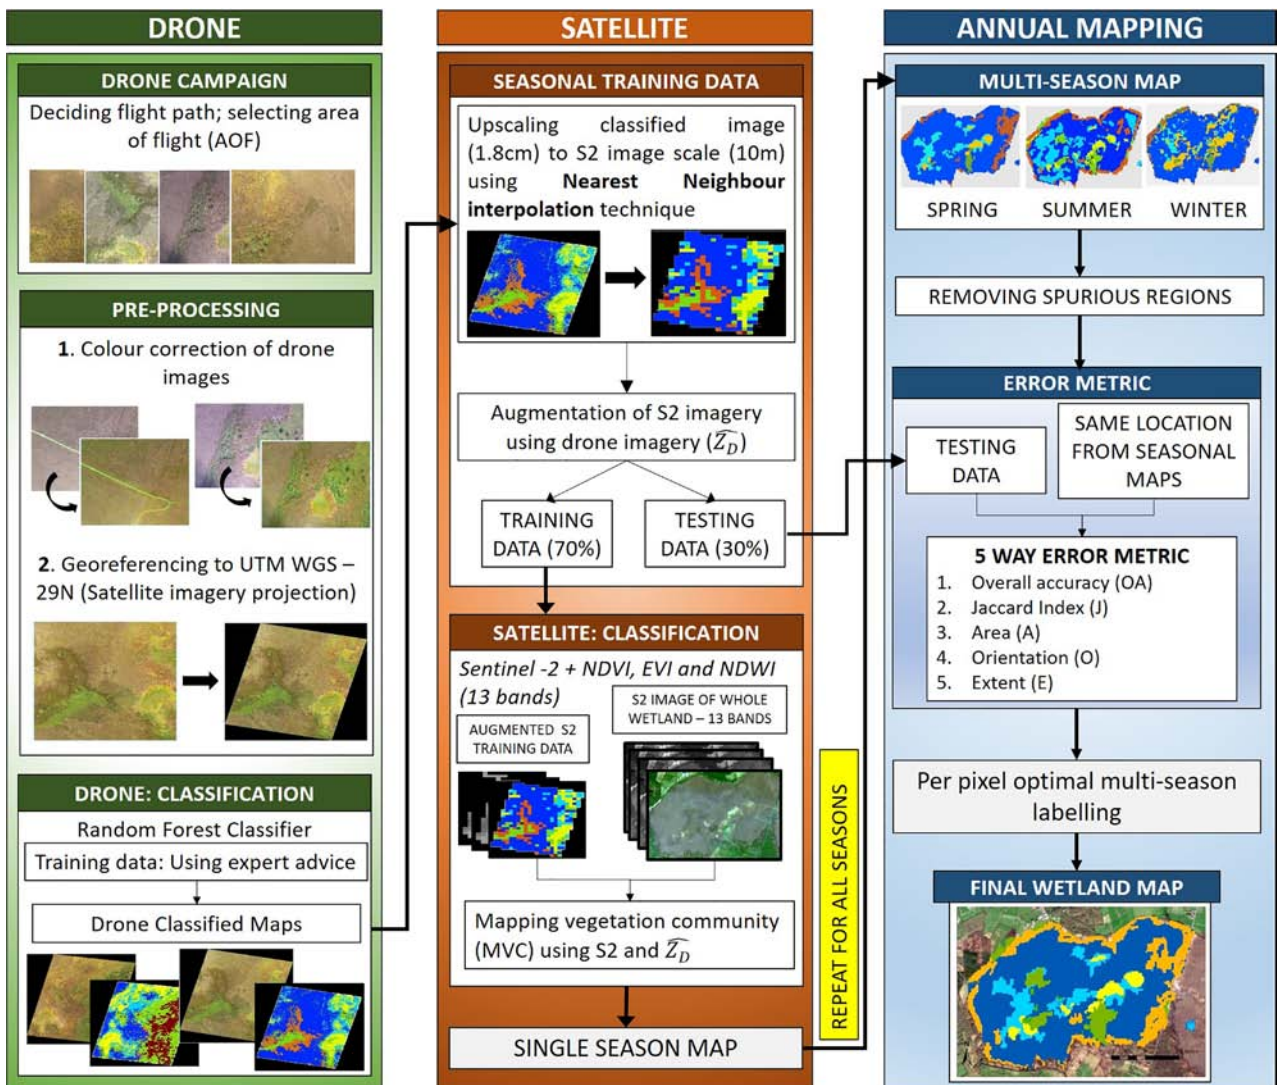 DRONE
DRONE CAMPAIGN
Deciding flight path; selecting area
of flight (AOF)
PRE-PROCESSING
1. Colour correction of drone
images
2. Georeferencing to UTM WGS –
29N (Satellite imagery projection)
DRONE: CLASSIFICATION
Random Forest Classifier
Training data: Using expert advice
Drone Classified Maps
SATELLITE
SEASONAL TRAINING DATA
Upscaling classified image
(1.8cm) to S2 image scale (10m)
using Nearest Neighbour
interpolation technique
Augmentation of S2 imagery
using drone imagery (\widehat{Z_D})
TRAINING
DATA (70%)
TESTING
DATA (30%)
SATELLITE: CLASSIFICATION
Sentinel -2 + NDVI, EVI and NDWI
(13 bands)
AUGMENTED S2
TRAINING DATA
S2 IMAGE OF WHOLE
WETLAND – 13 BANDS
Mapping vegetation community
(MVC) using S2 and \widehat{Z_D}
SINGLE SEASON MAP
REPEAT FOR ALL SEASONS
ANNUAL MAPPING
MULTI-SEASON MAP
SPRING SUMMER WINTER
REMOVING SPURIOUS REGIONS
ERROR METRIC
TESTING
DATA
SAME LOCATION
FROM SEASONAL
MAPS
5 WAY ERROR METRIC
1. Overall accuracy (OA)
2. Jaccard Index (J)
3. Area (A)
4. Orientation (O)
5. Extent (E)
Per pixel optimal multi-season
labelling
FINAL WETLAND MAP